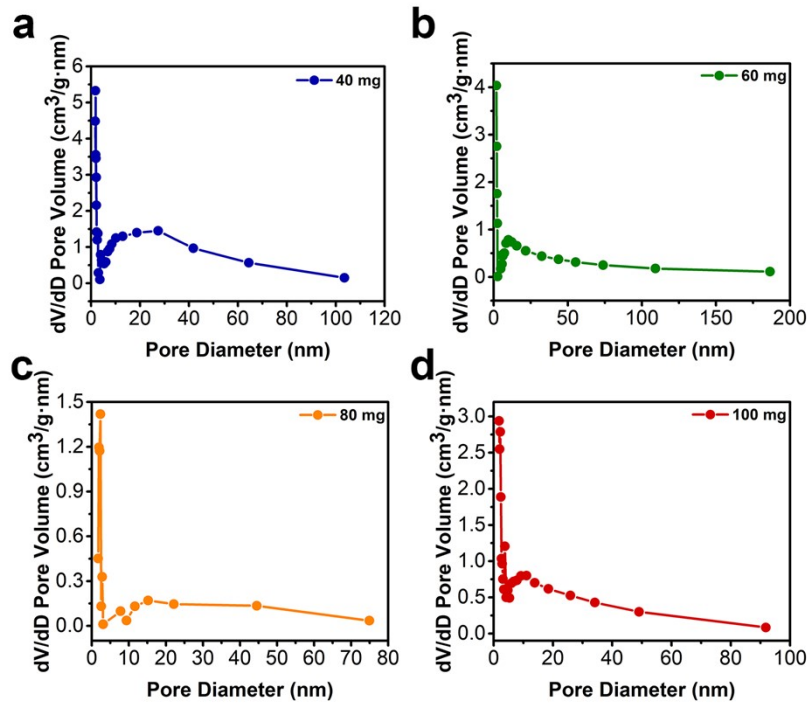 a
40 mg
dV/dD Pore Volume (cm³/g·nm)
6
5
4
3
2
1
0
0 20 40 60 80 100 120
Pore Diameter (nm)
b
60 mg
dV/dD Pore Volume (cm³/g·nm)
4
3
2
1
0
0 50 100 150 200
Pore Diameter (nm)
c
80 mg
dV/dD Pore Volume (cm³/g·nm)
1.5
1.2
0.9
0.6
0.3
0.0
0 10 20 30 40 50 60 70 80
Pore Diameter (nm)
d
100 mg
dV/dD Pore Volume (cm³/g·nm)
3.0
2.5
2.0
1.5
1.0
0.5
0.0
0 20 40 60 80 100
Pore Diameter (nm)